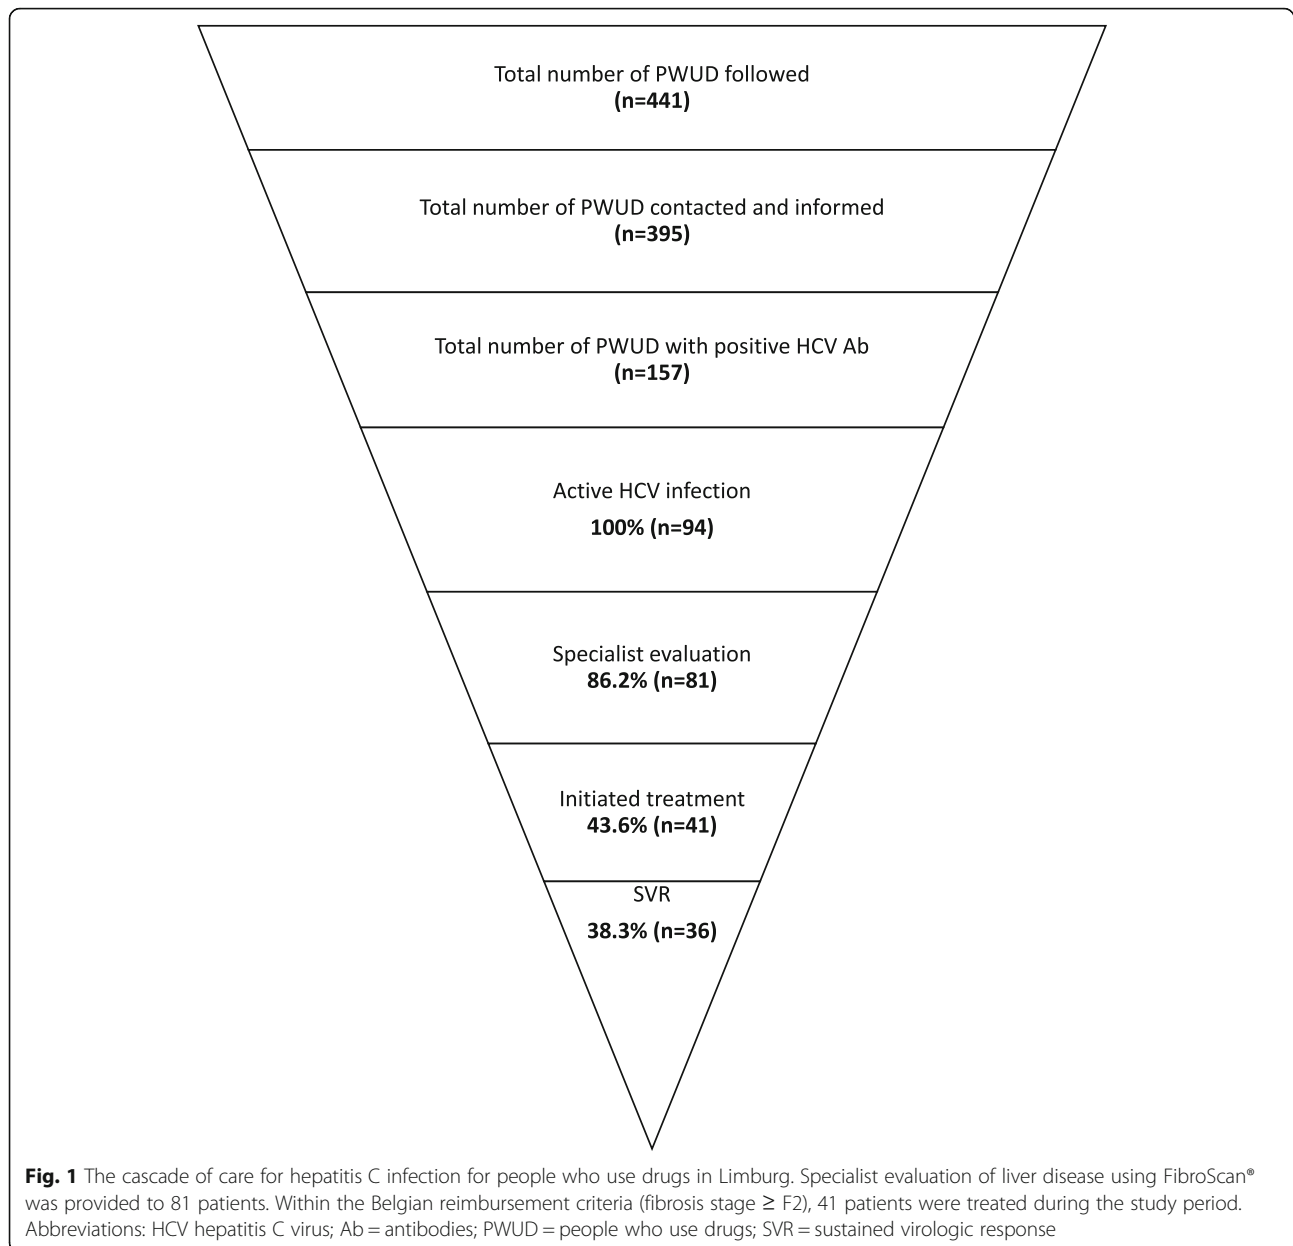 Total number of PWUD followed
(n=441)
Total number of PWUD contacted and informed
(n=395)
Total number of PWUD with positive HCV Ab
(n=157)
Active HCV infection
100% (n=94)
Specialist evaluation
86.2% (n=81)
Initiated treatment
43.6% (n=41)
SVR
38.3% (n=36)
Fig. 1 The cascade of care for hepatitis C infection for people who use drugs in Limburg. Specialist evaluation of liver disease using FibroScan®
was provided to 81 patients. Within the Belgian reimbursement criteria (fibrosis stage ≥ F2), 41 patients were treated during the study period.
Abbreviations: HCV hepatitis C virus; Ab = antibodies; PWUD = people who use drugs; SVR = sustained virologic response